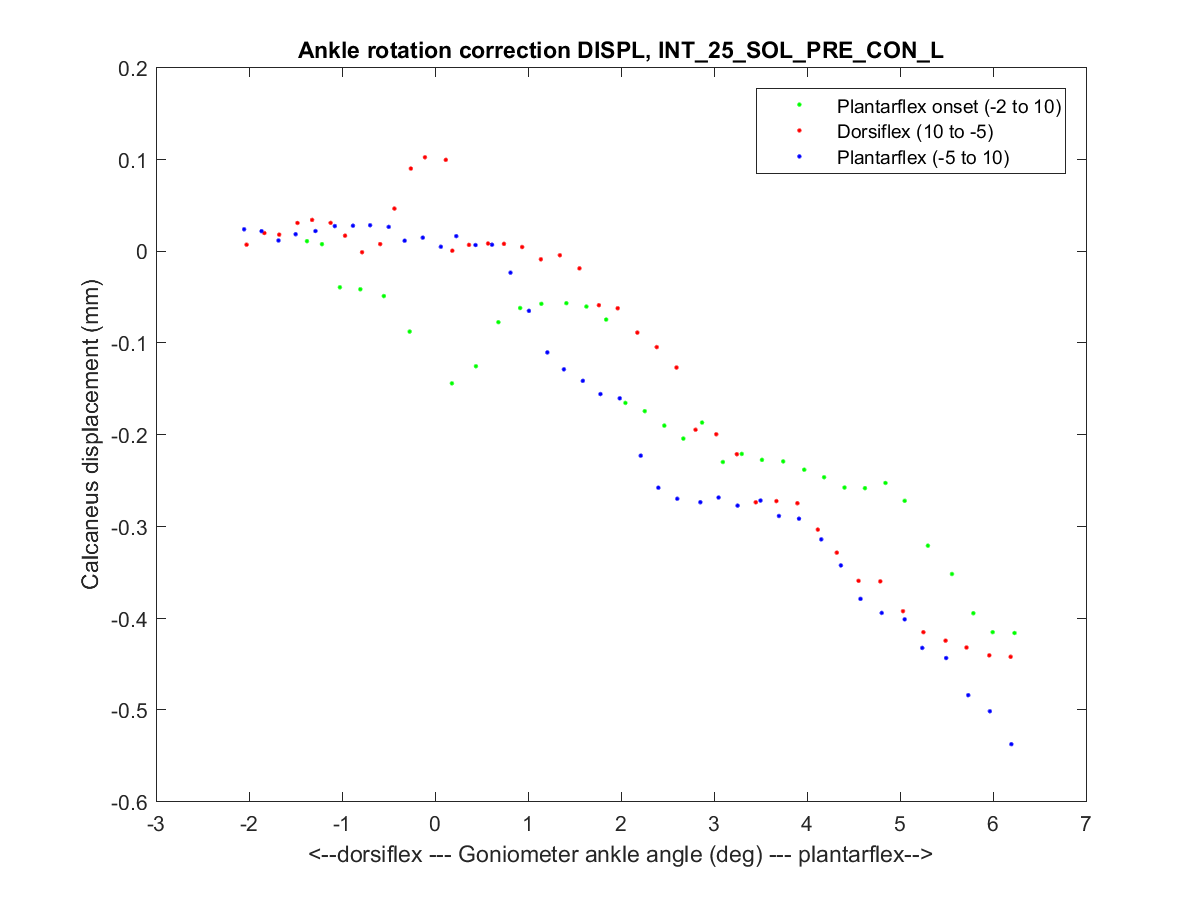 Ankle rotation correction DISPL, INT_25_SOL_PRE_CON_L
0.2
0.1
0
-0.1
-0.2
-0.3
-0.4
-0.5
-0.6
Calcaneus displacement (mm)
Plantarflex onset (-2 to 10)
Dorsiflex (10 to -5)
Plantarflex (-5 to 10)
-3 -2 -1 0 1 2 3 4 5 6 7
<--dorsiflex --- Goniometer ankle angle (deg) --- plantarflex-->